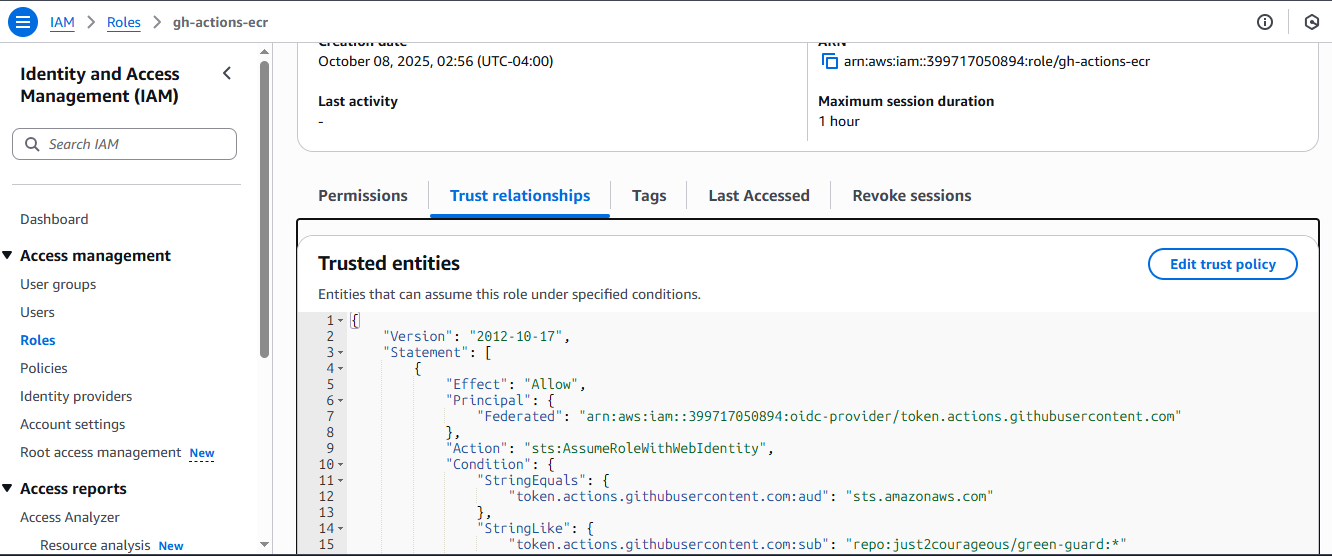 IAM > Roles > gh-actions-ecr
Identity and Access
Management (IAM)
Search IAM
Dashboard
Access management
User groups
Users
Roles
Policies
Identity providers
Account settings
Root access management New
Access reports
Access Analyzer
Resource analysis New
Creation date
October 08, 2025, 02:56 (UTC-04:00)
Last activity
-
ARN
arn:aws:iam::399717050894:role/gh-actions-ecr
Maximum session duration
1 hour
Permissions
Trust relationships
Tags
Last Accessed
Revoke sessions
Trusted entities
Edit trust policy
Entities that can assume this role under specified conditions.
1 {
2 "Version": "2012-10-17",
3 "Statement": [
4 {
5 "Effect": "Allow",
6 "Principal": {
7 "Federated": "arn:aws:iam::399717050894:oidc-provider/token.actions.githubusercontent.com"
8 },
9 "Action": "sts:AssumeRoleWithWebIdentity",
10 "Condition": {
11 "StringEquals": {
12 "token.actions.githubusercontent.com:aud": "sts.amazonaws.com"
13 },
14 "StringLike": {
15 "token.actions.githubusercontent.com:sub": "repo:just2courageous/green-guard:*"